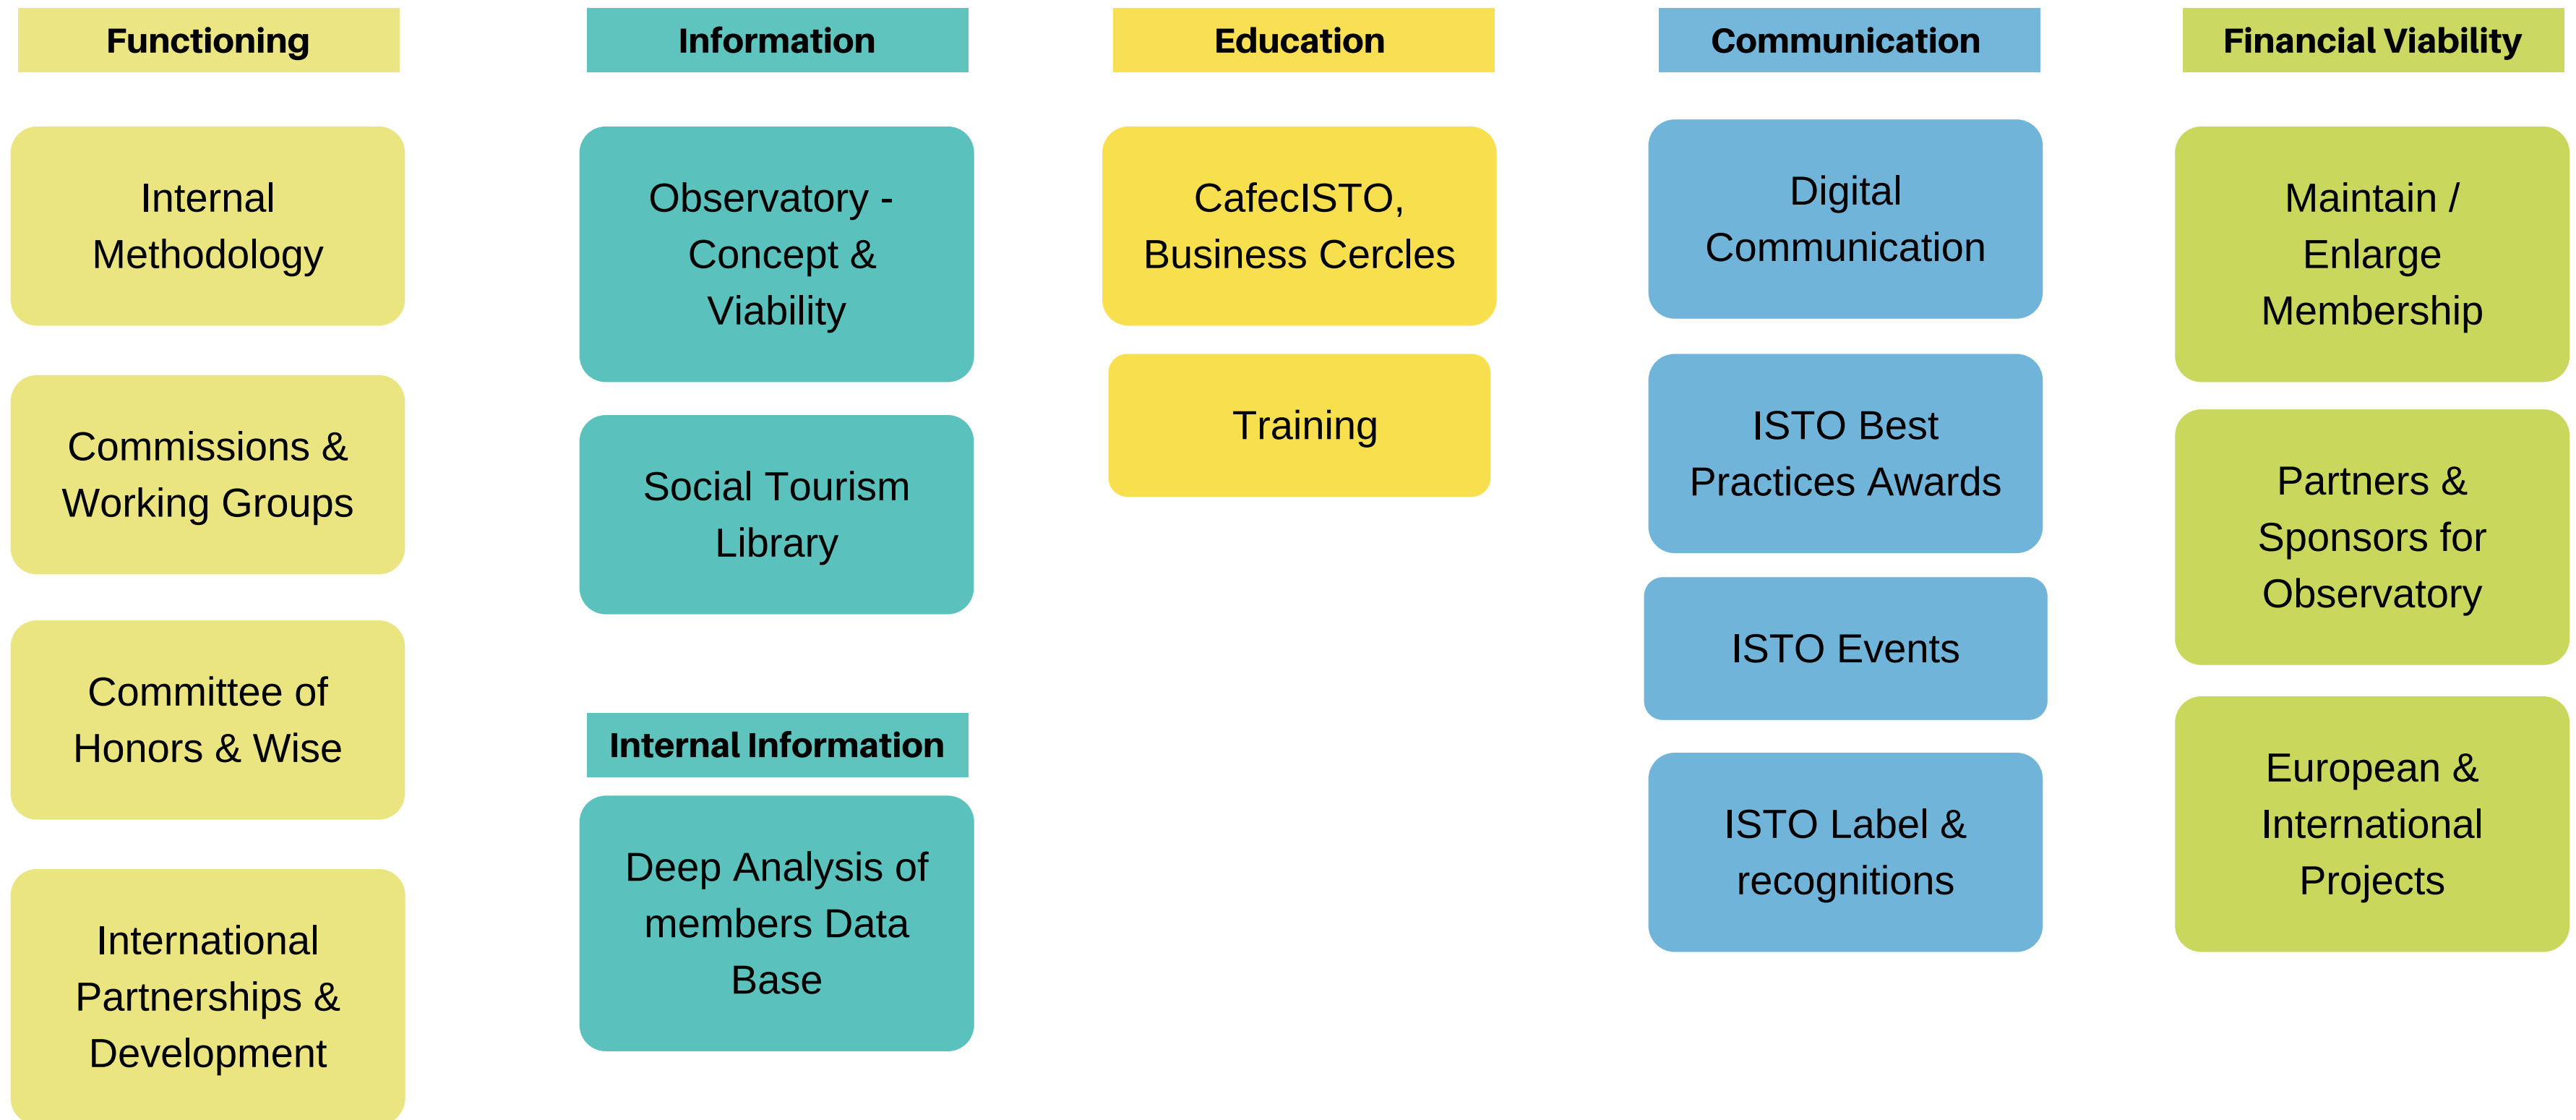 Functioning
Internal
Methodology
Commissions &
Working Groups
Committee of
Honors & Wise
International
Partnerships &
Development
Information
Observatory -
Concept &
Viability
Social Tourism
Library
Internal Information
Deep Analysis of
members Data
Base
Education
CafecISTO,
Business Cercles
Training
Communication
Digital
Communication
ISTO Best
Practices Awards
ISTO Events
ISTO Label &
recognitions
Financial Viability
Maintain /
Enlarge
Membership
Partners &
Sponsors for
Observatory
European &
International
Projects